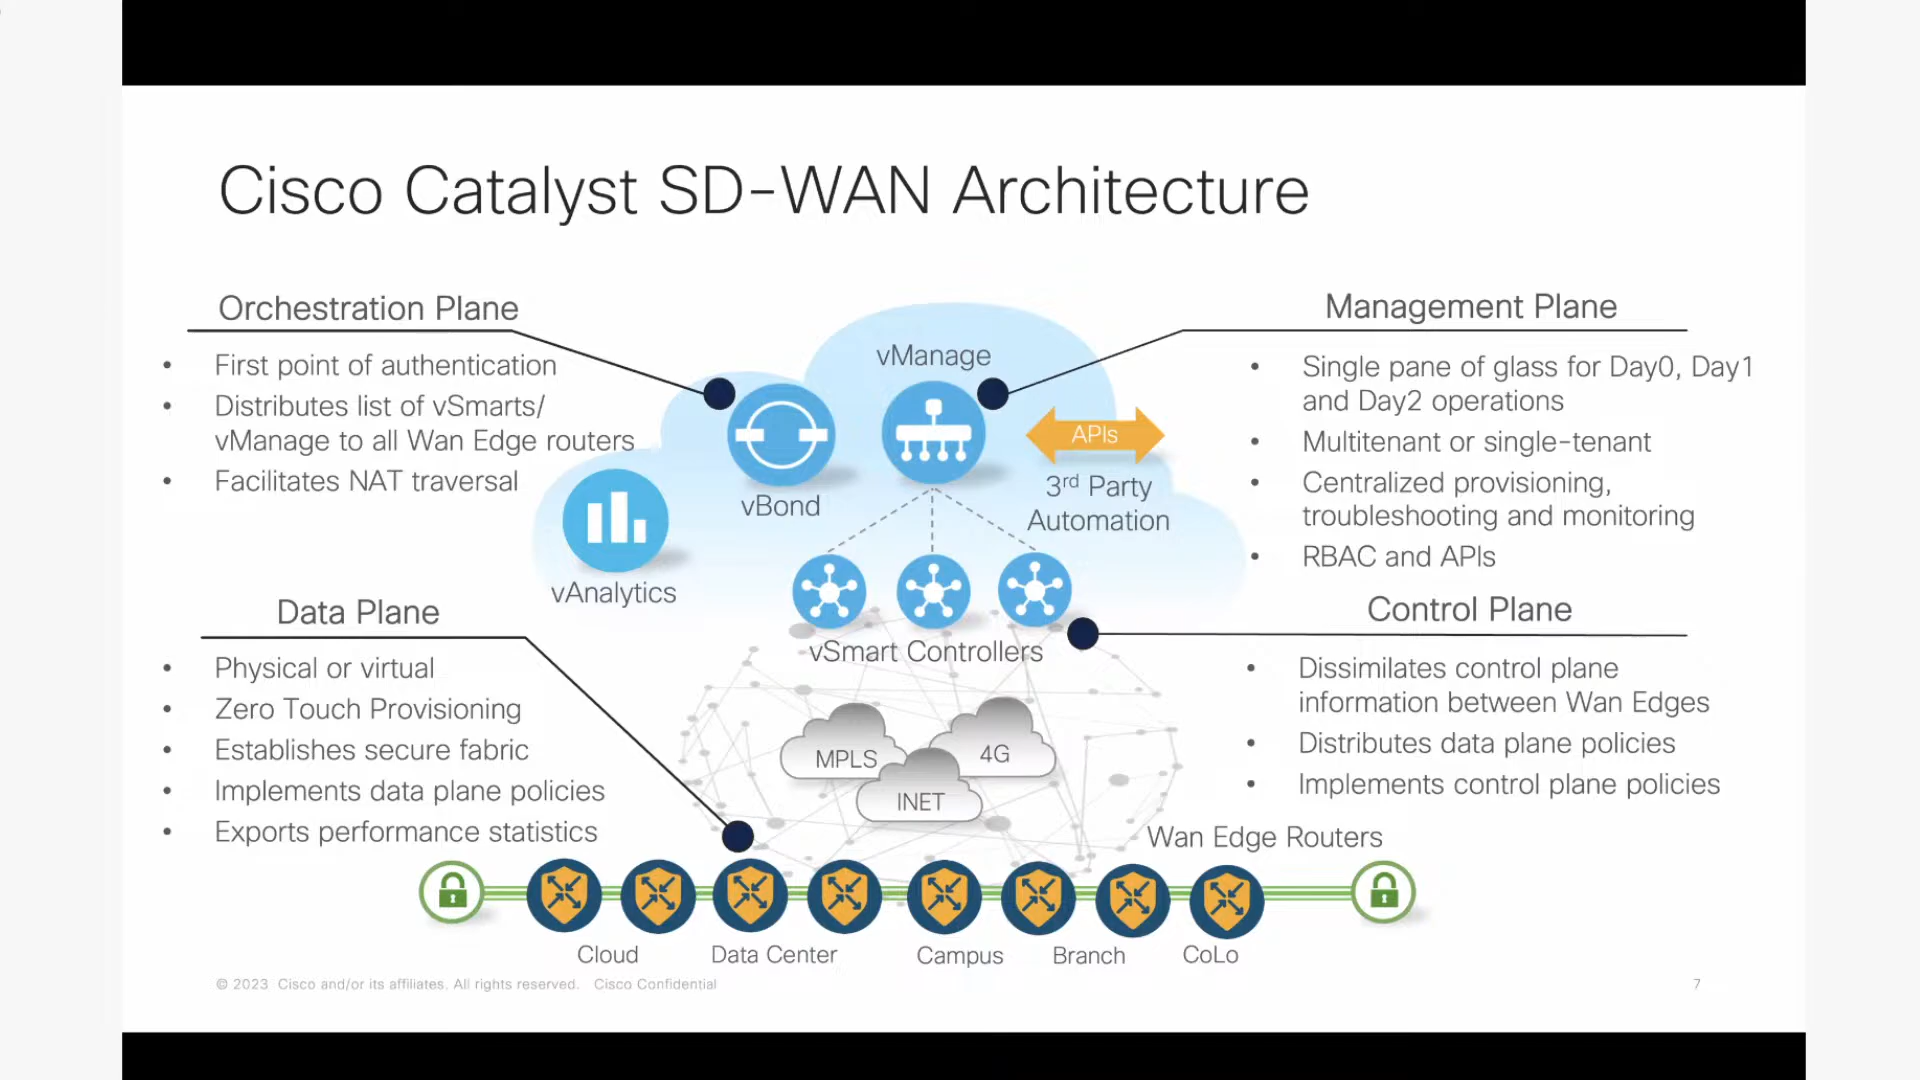 Cisco Catalyst SD-WAN Architecture
Orchestration Plane
• First point of authentication
• Distributes list of vSmarts/
vManage to all Wan Edge routers
• Facilitates NAT traversal
Management Plane
• Single pane of glass for Day0, Day1
and Day2 operations
• Multitenant or single-tenant
• Centralized provisioning,
troubleshooting and monitoring
• RBAC and APIs
vManage
vBond
APIs
3rd Party
Automation
vAnalytics
vSmart Controllers
Data Plane
• Physical or virtual
• Zero Touch Provisioning
• Establishes secure fabric
• Implements data plane policies
• Exports performance statistics
Control Plane
• Dissimilates control plane
information between Wan Edges
• Distributes data plane policies
• Implements control plane policies
MPLS
4G
INET
Wan Edge Routers
Cloud
Data Center
Campus
Branch
CoLo
© 2023 Cisco and/or its affiliates. All rights reserved. Cisco Confidential
7